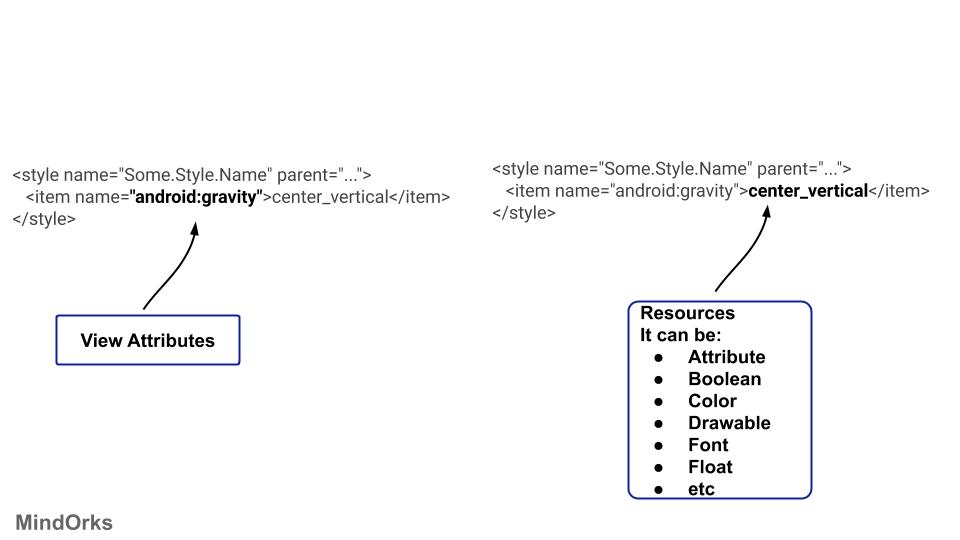 <style name="Some.Style.Name" parent="...">
<item name="android:gravity">center_vertical</item>
</style>
View Attributes
<style name="Some.Style.Name" parent="...">
<item name="android:gravity">center_vertical</item>
</style>
Resources
It can be:
● Attribute
● Boolean
● Color
● Drawable
● Font
● Float
● etc
MindOrks